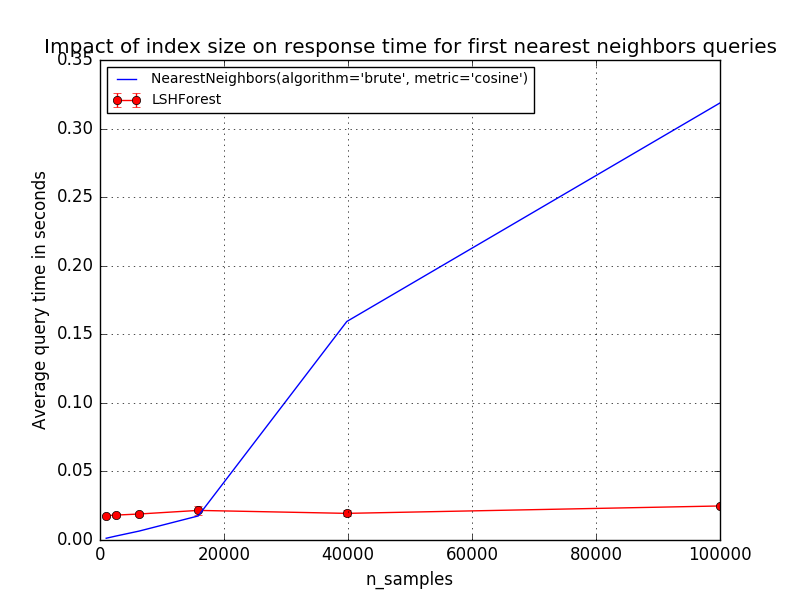 Impact of index size on response time for first nearest neighbors queries
NearestNeighbors(algorithm='brute', metric='cosine')
LSHForest
0.35
0.30
0.25
0.20
0.15
0.10
0.05
0.00
Average query time in seconds
0 20000 40000 60000 80000 100000
n_samples